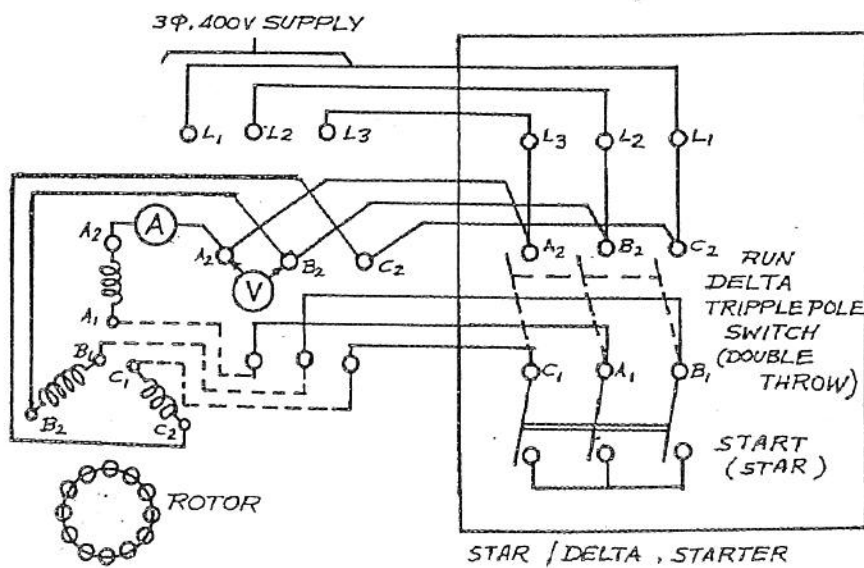 3φ, 400V SUPPLY
L1 L2 L3 L3 L2 L1
A2 A A2 B2 C2 A2 B2 C2
V
RUN
DELTA
TRIPPLE POLE
SWITCH
(DOUBLE
THROW)
A1
B1 C1 C1 A1 B1
B2 C2
START
(STAR)
ROTOR
STAR / DELTA , STARTER